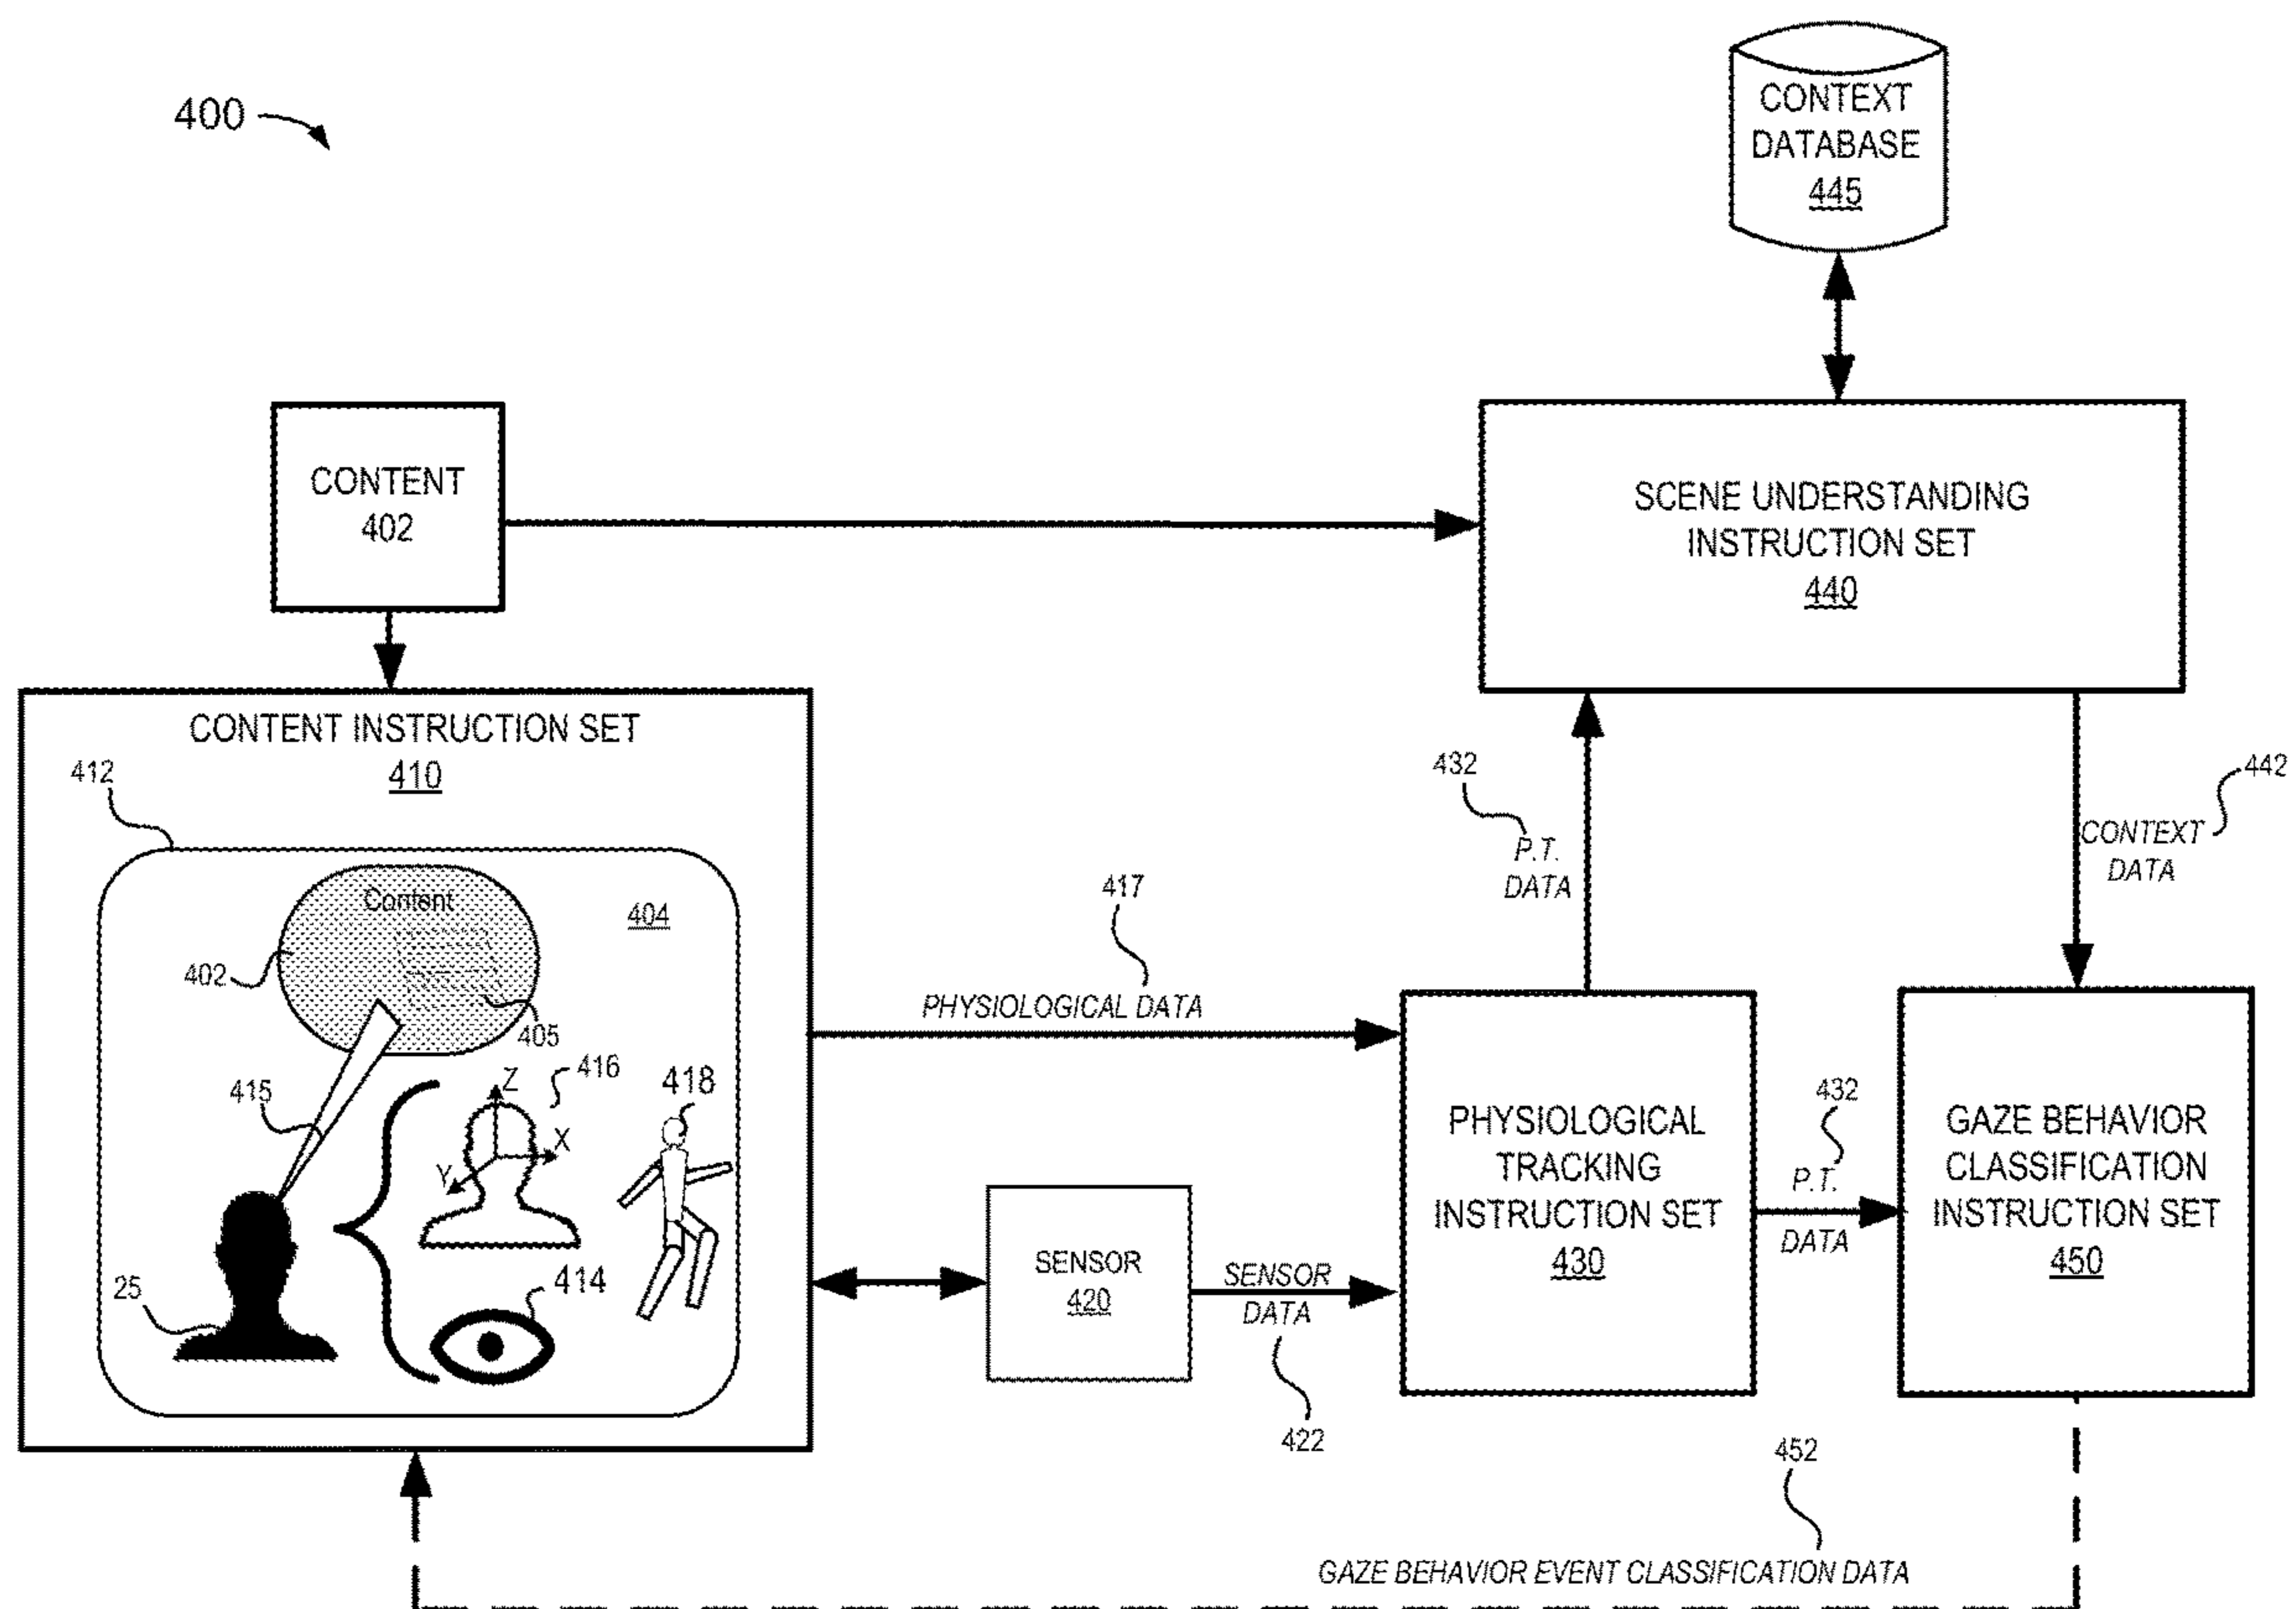 400
CONTEXT
DATABASE
445
CONTENT
402
SCENE UNDERSTANDING
INSTRUCTION SET
440
CONTENT INSTRUCTION SET
410
412
Content
404
402
405
415
Z
416
X
Y
418
25
414
417
PHYSIOLOGICAL DATA
432
P.T.
DATA
442
CONTEXT
DATA
SENSOR
420
SENSOR
DATA
422
PHYSIOLOGICAL
TRACKING
INSTRUCTION SET
430
432
P.T.
DATA
GAZE BEHAVIOR
CLASSIFICATION
INSTRUCTION SET
450
452
GAZE BEHAVIOR EVENT CLASSIFICATION DATA